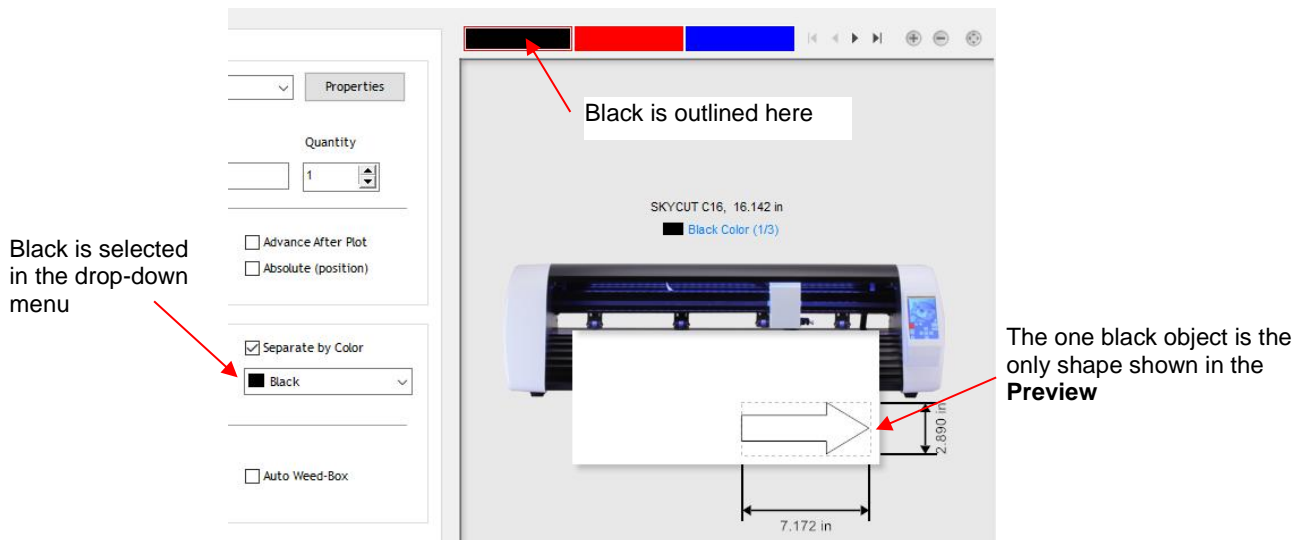 Properties
Black is outlined here
Quantity
1
SKYCUT C16, 16.142 in
Black Color (1/3)
Black is selected
in the drop-down
menu
Advance After Plot
Absolute (position)
Separate by Color
Black
The one black object is the
only shape shown in the
Preview
2.890 in
Auto Weed-Box
7.172 in